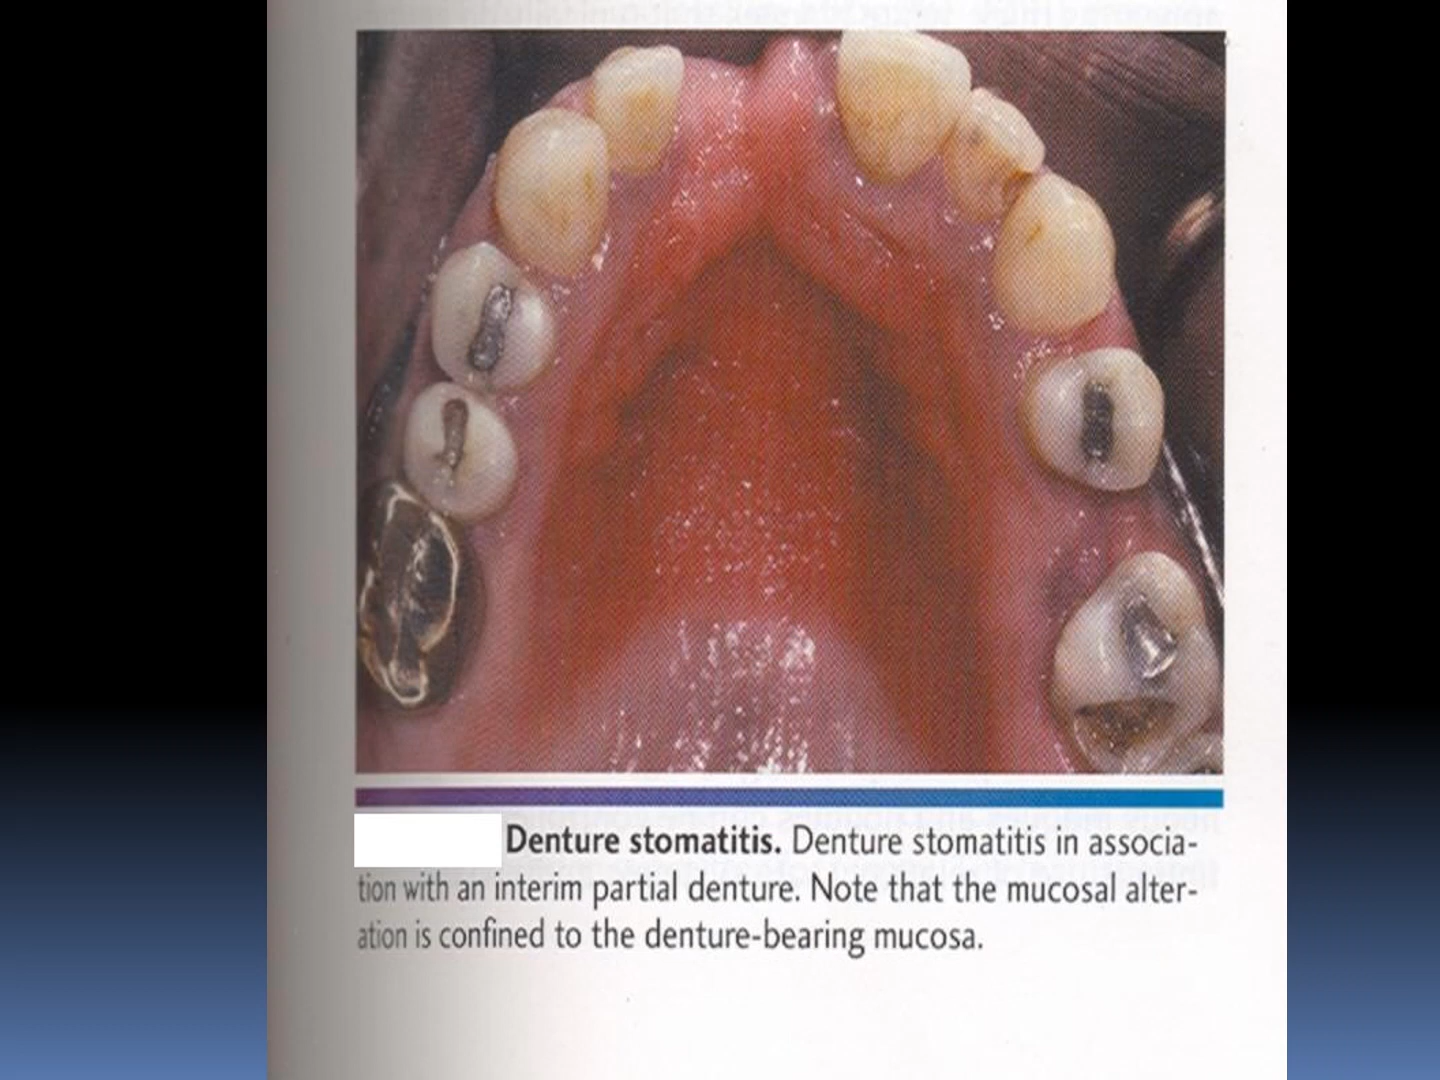 Denture stomatitis. Denture stomatitis in associa-
tion with an interim partial denture. Note that the mucosal alter-
ation is confined to the denture-bearing mucosa.